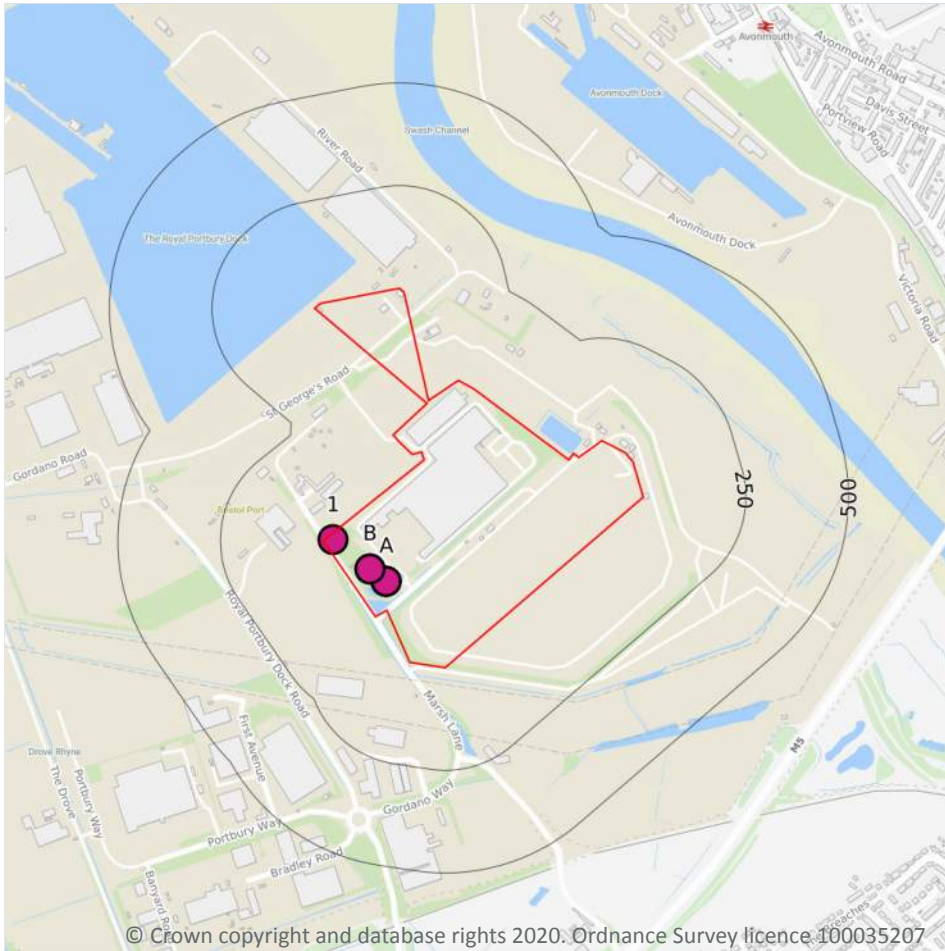 Avonmouth
Avonmouth Road
Avonmouth Dock
Davis Street
Portview Road
Swash Channel
River Road
Avonmouth Dock
The Royal Portbury Dock
Victoria Road
St George's Road
Gordano Road
250
500
1
Bristol Port
B
A
Royal Portbury Dock Road
Marsh Lane
First Avenue
M5
Drove Rhyne
The Drove
Portbury Way
Gordano Way
Portbury Way
Bradley Road
© Crown copyright and database rights 2020. Ordnance Survey licence 100035207